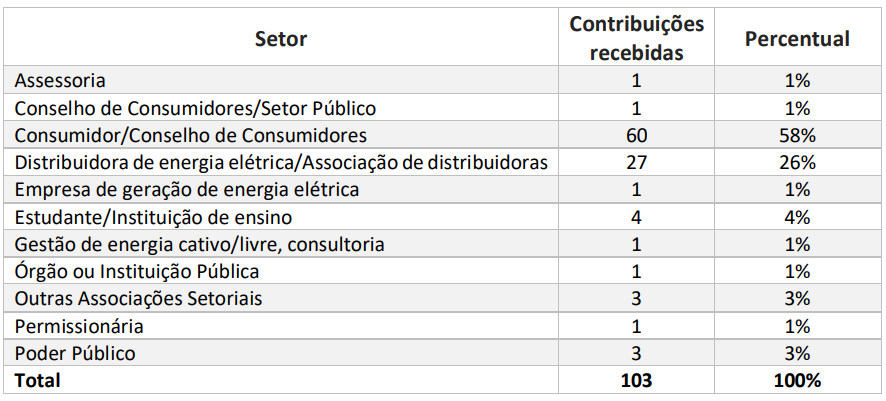 Setor Contribuições recebidas Percentual
Assessoria 1 1%
Conselho de Consumidores/Setor Público 1 1%
Consumidor/Conselho de Consumidores 60 58%
Distribuidora de energia elétrica/Associação de distribuidoras 27 26%
Empresa de geração de energia elétrica 1 1%
Estudante/Instituição de ensino 4 4%
Gestão de energia cativo/livre, consultoria 1 1%
Órgão ou Instituição Pública 1 1%
Outras Associações Setoriais 3 3%
Permissionária 1 1%
Poder Público 3 3%
Total 103 100%